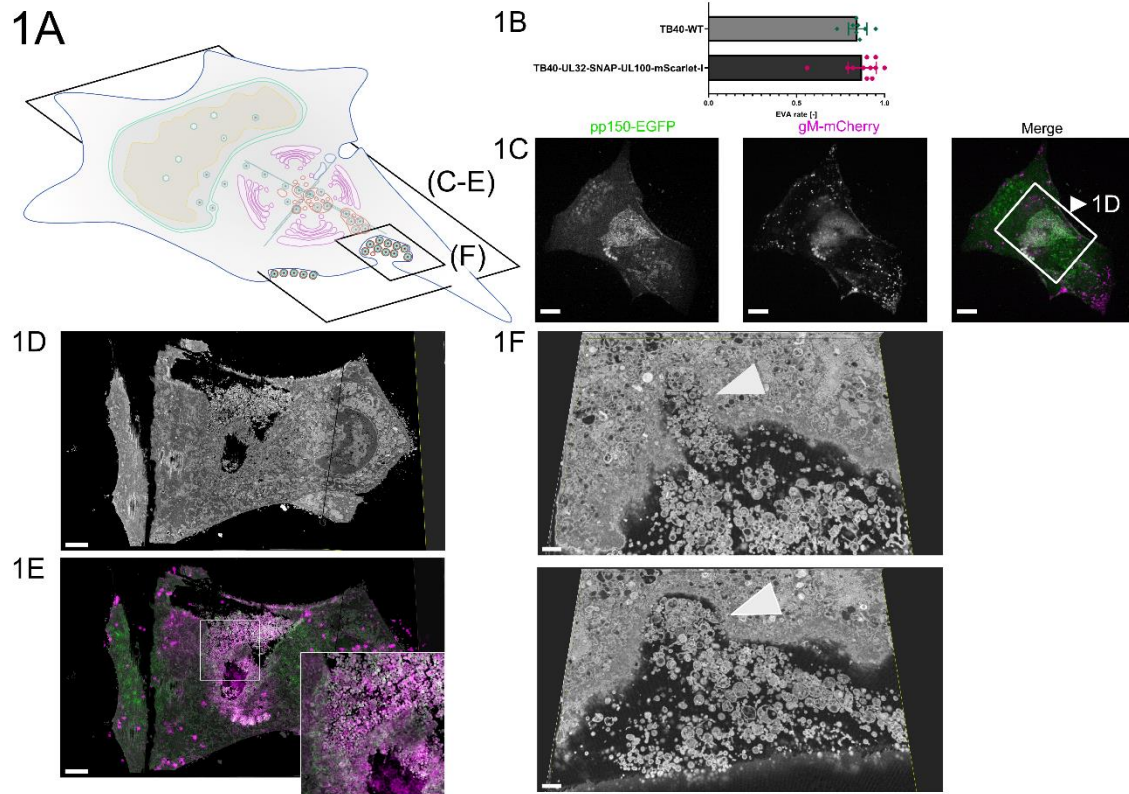 1A
(C-E)
(F)
1B
TB40-WT
TB40-UL32-SNAP-UL100-mScarlet-I
0.0 0.5 1.0
EVA rate [-]
1C
pp150-EGFP gM-mCherry Merge
1D
1D
1E
1F